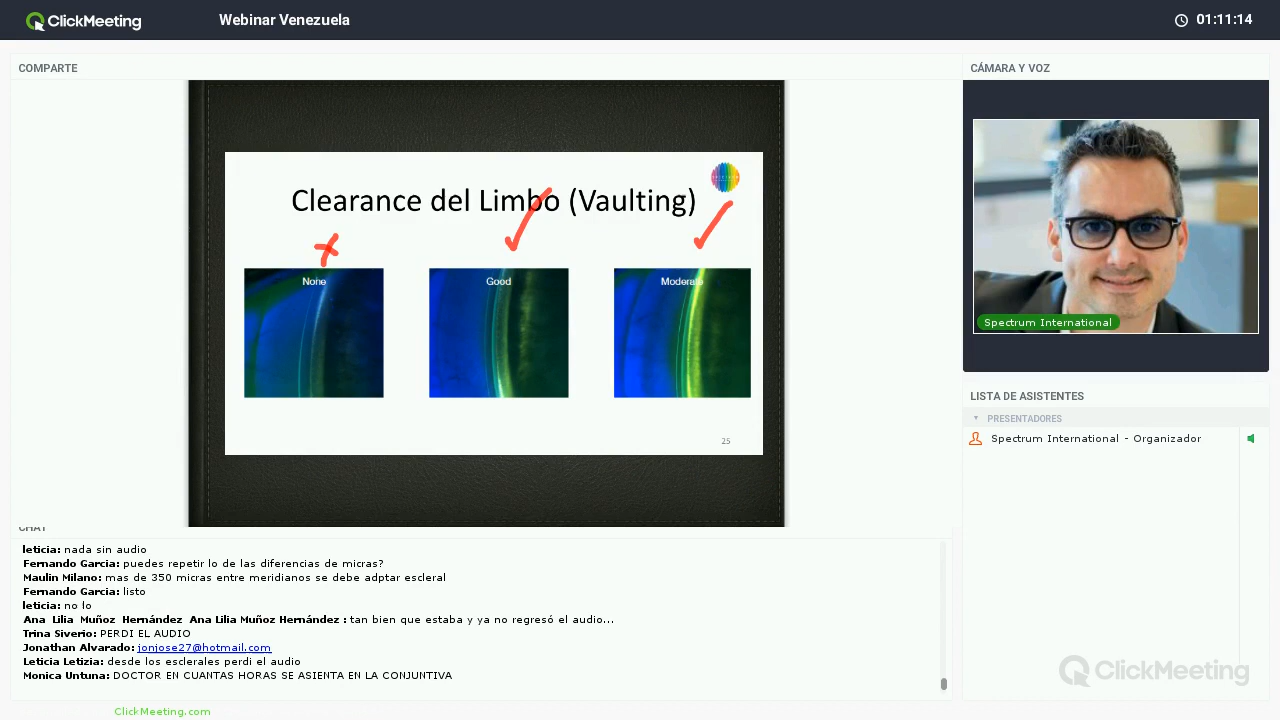 ClickMeeting
Webinar Venezuela
01:11:14
COMPARTE
Clearance del Limbo (Vaulting)
None
Good
Moderate
25
CÁMARA Y VOZ
Spectrum International
LISTA DE ASISTENTES
PRESENTADORES
Spectrum International - Organizador
CHAT
leticia: nada sin audio
Fernando Garcia: puedes repetir lo de las diferencias de micras?
Maulin Milano: mas de 350 micras entre meridianos se debe adptar escleral
Fernando Garcia: listo
leticia: no lo
Ana Lilia Muñoz Hernández Ana Lilia Muñoz Hernández : tan bien que estaba y ya no regresó el audio...
Trina Siverio: PERDI EL AUDIO
Jonathan Alvarado: jonjose27@hotmail.com
Leticia Letizia: desde los esclerales perdi el audio
Monica Untuna: DOCTOR EN CUANTAS HORAS SE ASIENTA EN LA CONJUNTIVA
ClickMeeting
ClickMeeting.com